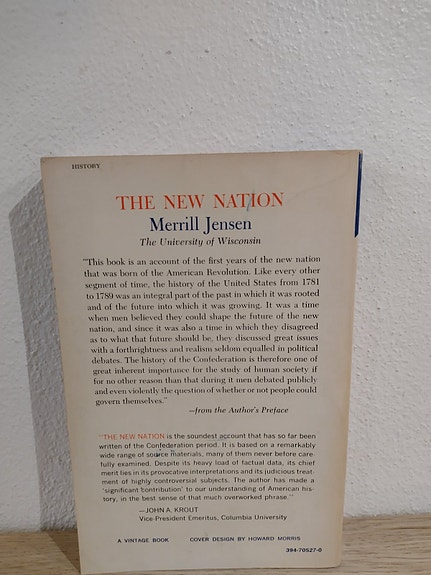 HISTORY
THE NEW NATION
Merrill Jensen
The University of Wisconsin
"This book is an account of the first years of the new nation
that was born of the American Revolution. Like every other
segment of time, the history of the United States from 1781
to 1789 was an integral part of the past in which it was rooted
and of the future into which it was growing. It was a time
when men believed they could shape the future of the new
nation, and since it was also a time in which they disagreed
as to what that future should be, they discussed great issues
with a forthrightness and realism seldom equalled in political
debates. The history of the Confederation is therefore one of
great inherent importance for the study of human society if
for no other reason than that during it men debated publicly
and even violently the question of whether or not people could
govern themselves."
—from the Author's Preface
"THE NEW NATION is the soundest account that has so far been
written of the Confederation period. It is based on a remarkably
wide range of source materials, many of them never before care-
fully examined. Despite its heavy load of factual data, its chief
merit lies in its provocative interpretations and its judicious treat-
ment of highly controversial subjects. The author has made a
'significant contribution' to our understanding of American his-
tory, in the best sense of that much overworked phrase."
—JOHN A. KROUT
Vice-President Emeritus, Columbia University
A VINTAGE BOOK COVER DESIGN BY HOWARD MORRIS
394-70527-0